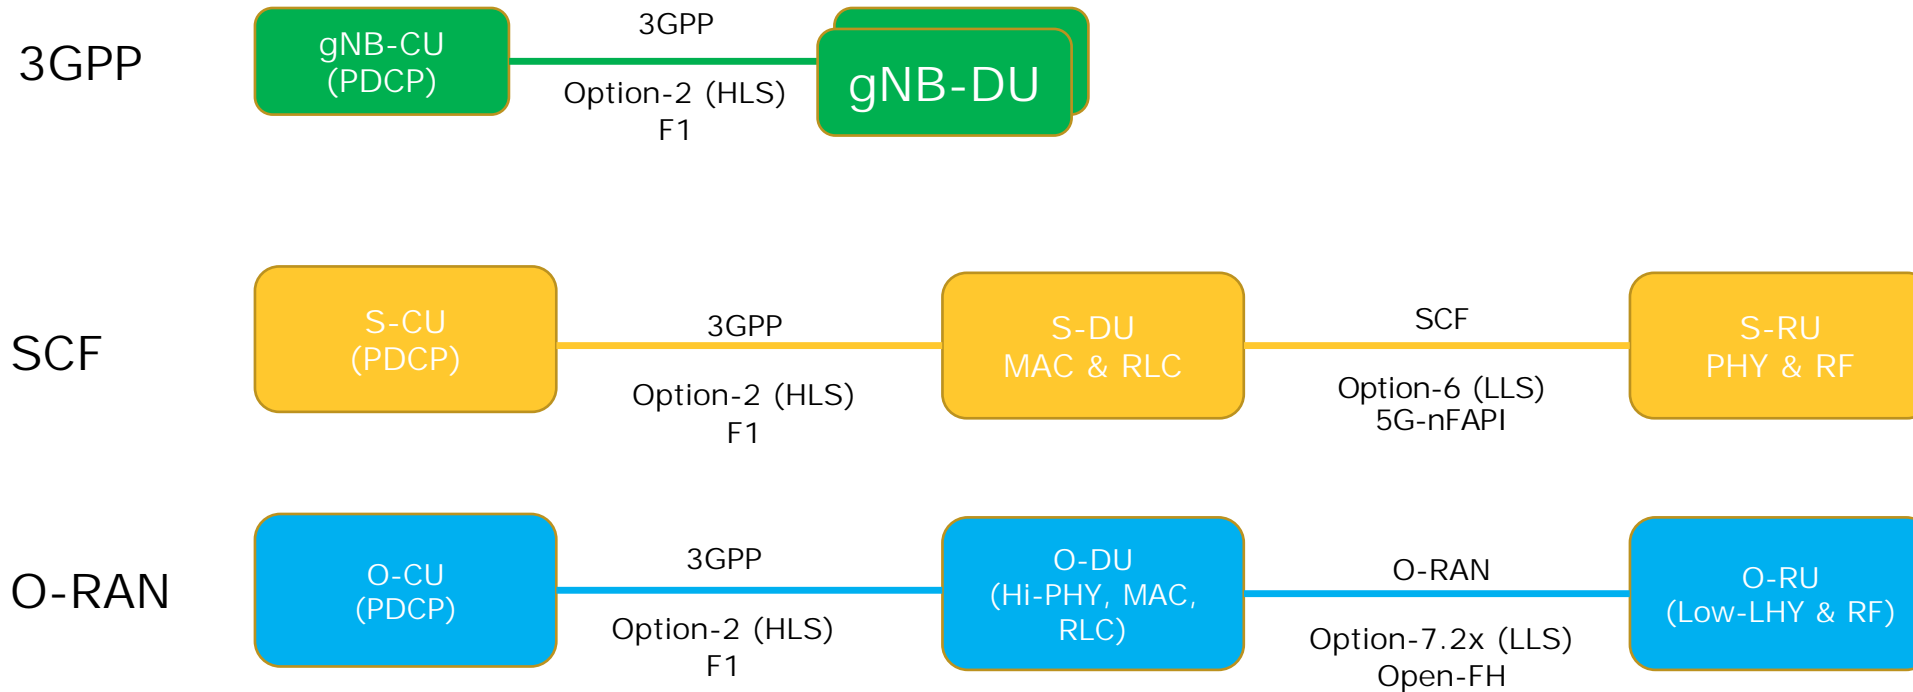 3GPP
gNB-CU
(PDCP)
3GPP
Option-2 (HLS)
F1
gNB-DU
SCF
S-CU
(PDCP)
3GPP
Option-2 (HLS)
F1
S-DU
MAC & RLC
SCF
Option-6 (LLS)
5G-nFAPI
S-RU
PHY & RF
O-RAN
O-CU
(PDCP)
3GPP
Option-2 (HLS)
F1
O-DU
(Hi-PHY, MAC,
RLC)
O-RAN
Option-7.2x (LLS)
Open-FH
O-RU
(Low-LHY & RF)